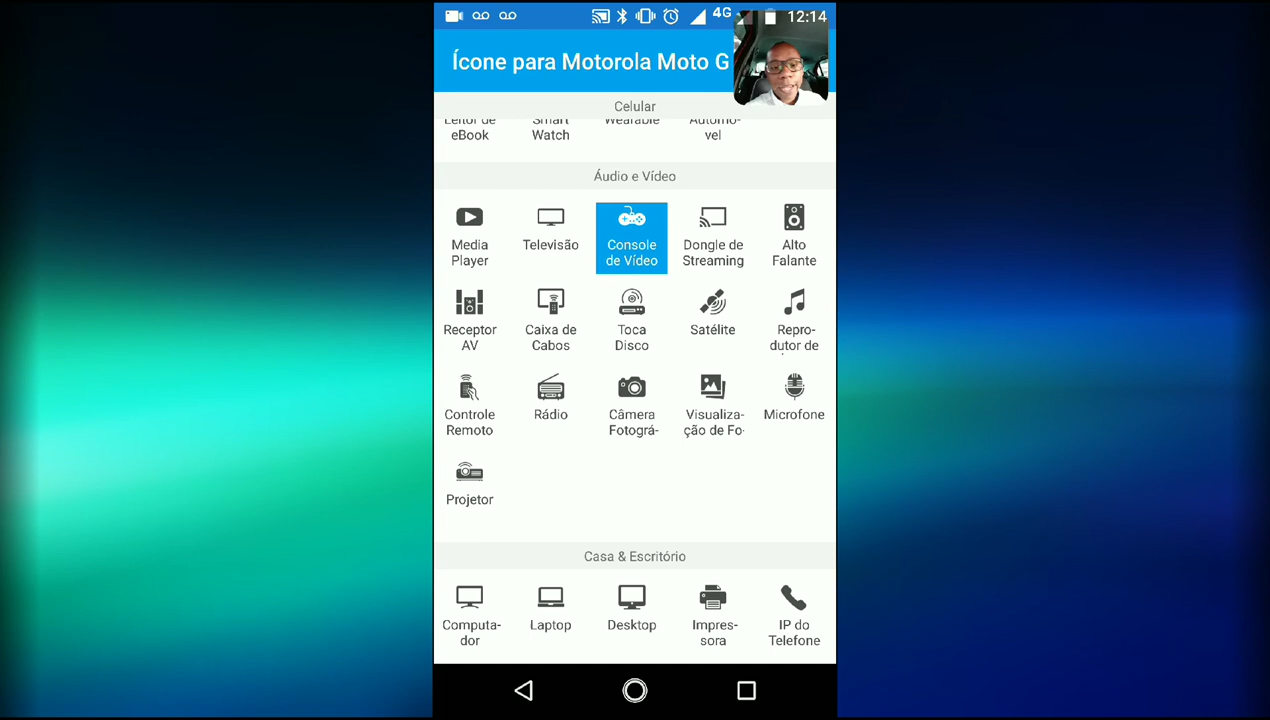 4G 12:14
Ícone para Motorola Moto G
Celular
Leitor de
eBook
Smart
Watch
Wearable
Automó-
vel
Áudio e Vídeo
Media
Player
Televisão
Console
de Vídeo
Dongle de
Streaming
Alto
Falante
Receptor
AV
Caixa de
Cabos
Toca
Disco
Satélite
Repro-
dutor de
Controle
Remoto
Rádio
Câmera
Fotográ-
Visualiza-
ção de Fo-
Microfone
Projetor
Casa & Escritório
Computa-
dor
Laptop
Desktop
Impres-
sora
IP do
Telefone